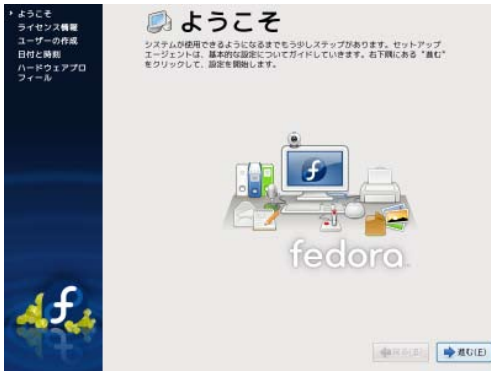 ようこそ
ライセンス情報
ユーザーの作成
日付と時刻
ハードウェアプロ
フィール
ようこそ
システムが使用できるようになるまでもう少しステップがあります。セットアップ
エージェントは、基本的な設定についてガイドしていきます。右下隅にある "進む"
をクリックして、設定を開始します。
fedora
戻る(B)
進む(F)